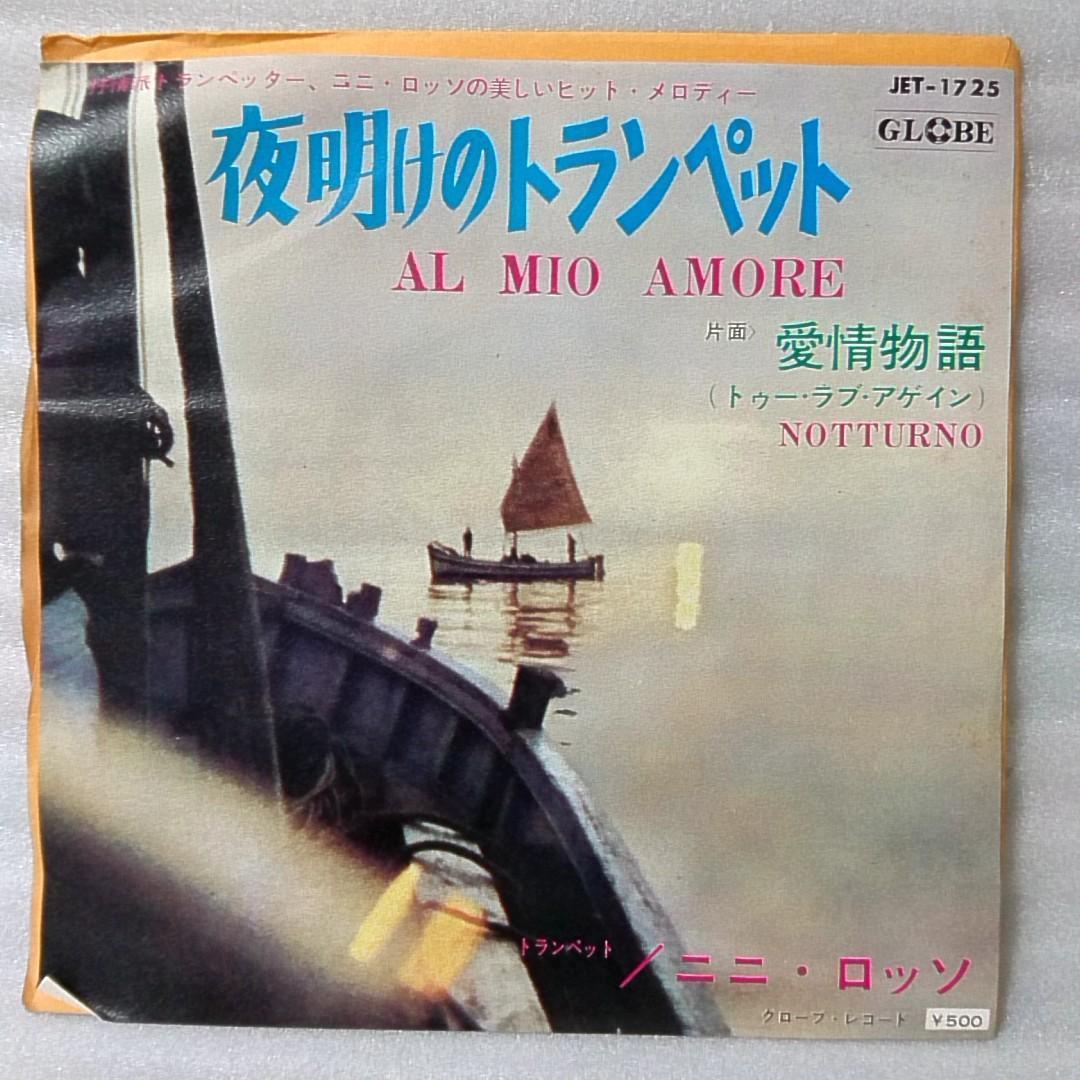 抒情派トランペッター、ニニ・ロッソの美しいヒット・メロディー
JET-1725
GLOBE
夜明けのトランペット
AL MIO AMORE
片面〉愛情物語
(トゥー・ラブ・アゲイン)
NOTTURNO
トランペット/ニニ・ロッソ
グローブ・レコード ¥500